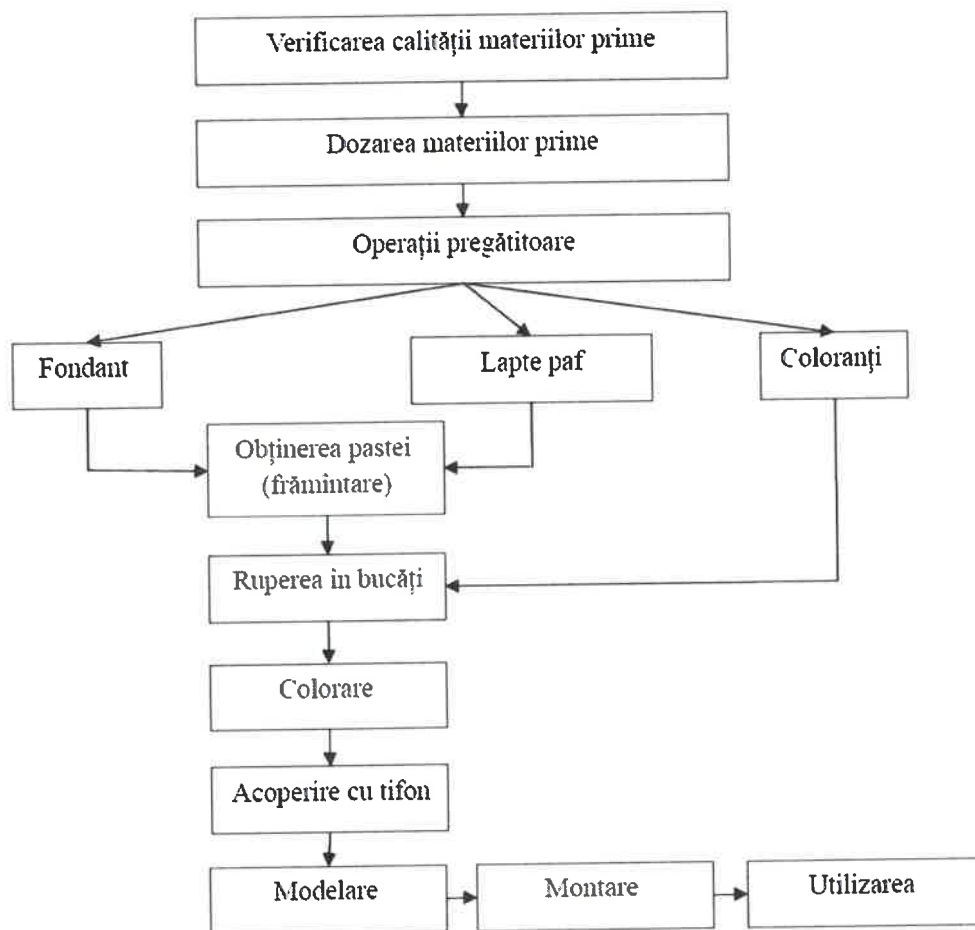 Verificarea calității materiilor prime
Dozarea materiilor prime
Operații pregătitoare
Fondant
Lapte paf
Coloranți
Obținerea pastei
(frămîntare)
Ruperea in bucăți
Colorare
Acoperire cu tifon
Modelare
Montare
Utilizarea